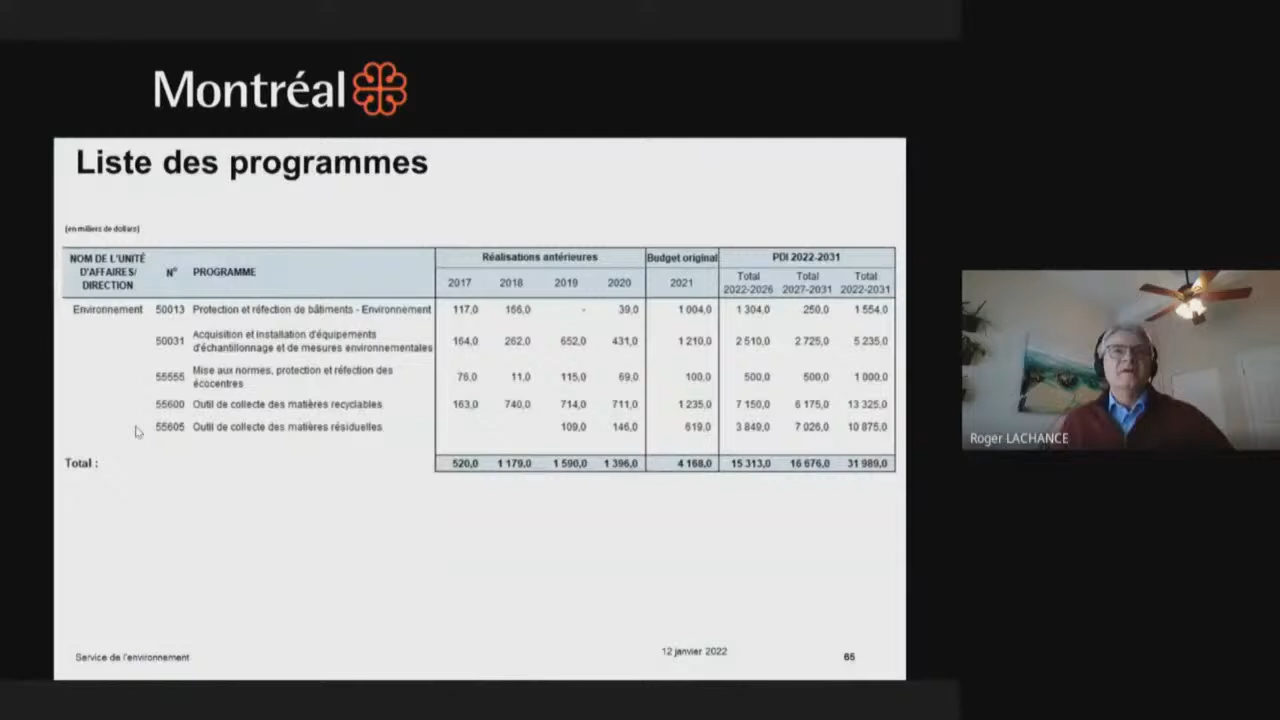 Montréal
Liste des programmes
(en milliers de dollars)
NOM DE L'UNITÉ D'AFFAIRES/ DIRECTION N° PROGRAMME Réalisations antérieures Budget original PDI 2022-2031
2017 2018 2019 2020 2021 Total 2022-2026 Total 2027-2031 Total 2022-2031
Environnement 50013 Protection et réfection de bâtiments - Environnement 117,0 166,0 - 39,0 1 004,0 1 304,0 250,0 1 554,0
50031 Acquisition et installation d'équipements d'échantillonnage et de mesures environnementales 164,0 262,0 652,0 431,0 1 210,0 2 510,0 2 725,0 5 235,0
55555 Mise aux normes, protection et réfection des écocentres 76,0 11,0 115,0 69,0 100,0 500,0 500,0 1 000,0
55600 Outil de collecte des matières recyclables 163,0 740,0 714,0 711,0 1 235,0 7 150,0 6 175,0 13 325,0
55605 Outil de collecte des matières résiduelles 109,0 146,0 619,0 3 849,0 7 026,0 10 875,0
Total : 520,0 1 179,0 1 590,0 1 396,0 4 168,0 15 313,0 16 676,0 31 989,0
Service de l'environnement 12 janvier 2022 65
Roger LACHANCE